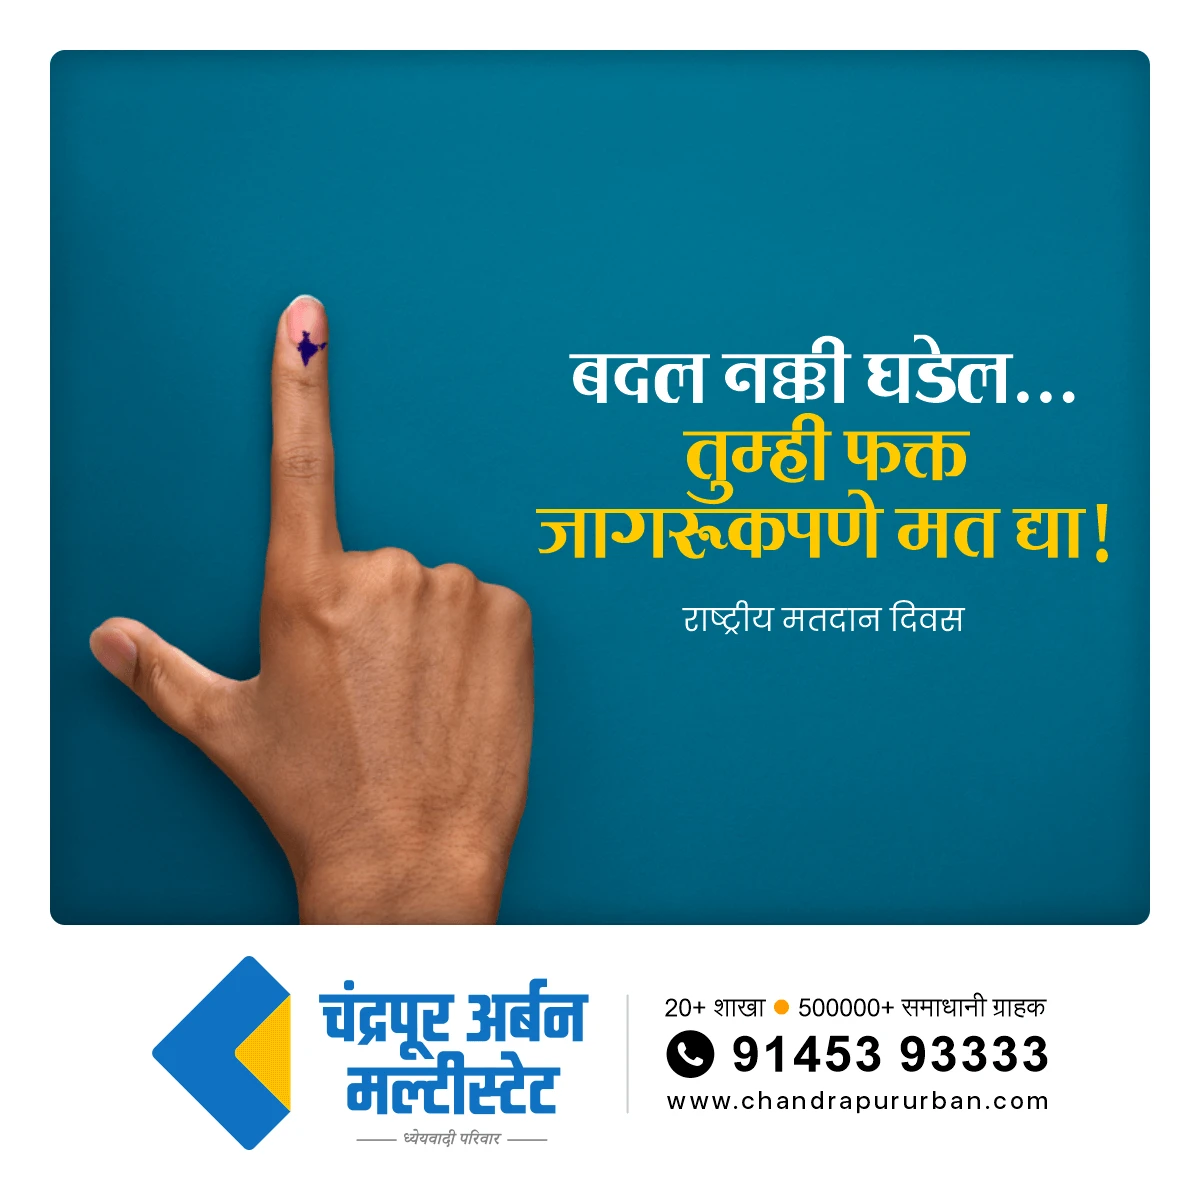 बदल नक्की घडेल...
तुम्ही फक्त
जागरूकपणे मत द्या!
राष्ट्रीय मतदान दिवस
चंद्रपूर अर्बन
मल्टीस्टेट
ध्येयवादी परिवार
20+ शाखा ● 500000+ समाधानी ग्राहक
91453 93333
www.chandrapururban.com